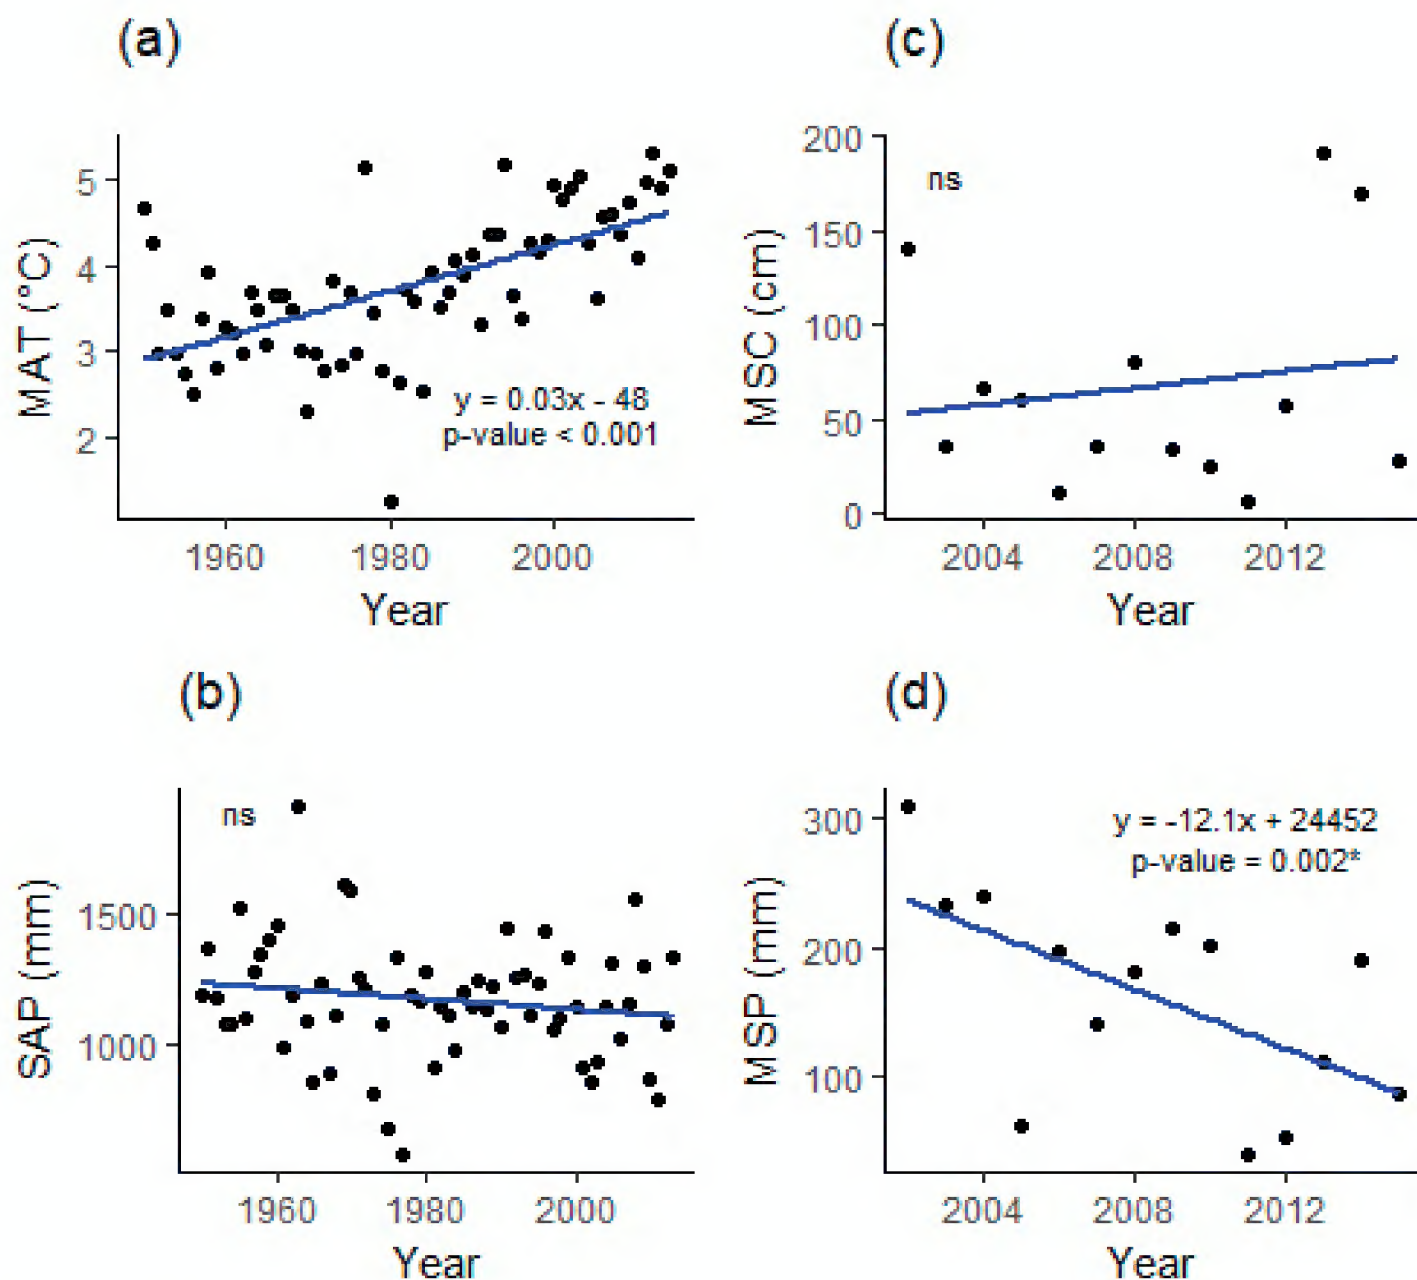 (a)
MAT (°C)
5
4
3
2
y = 0.03x - 48
p-value < 0.001
1960 1980 2000
Year
(c)
MSC (cm)
200
150
100
50
0
ns
2004 2008 2012
Year
(b)
SAP (mm)
1500
1000
ns
1960 1980 2000
Year
(d)
MSP (mm)
300
200
100
y = -12.1x + 24452
p-value = 0.002*
2004 2008 2012
Year